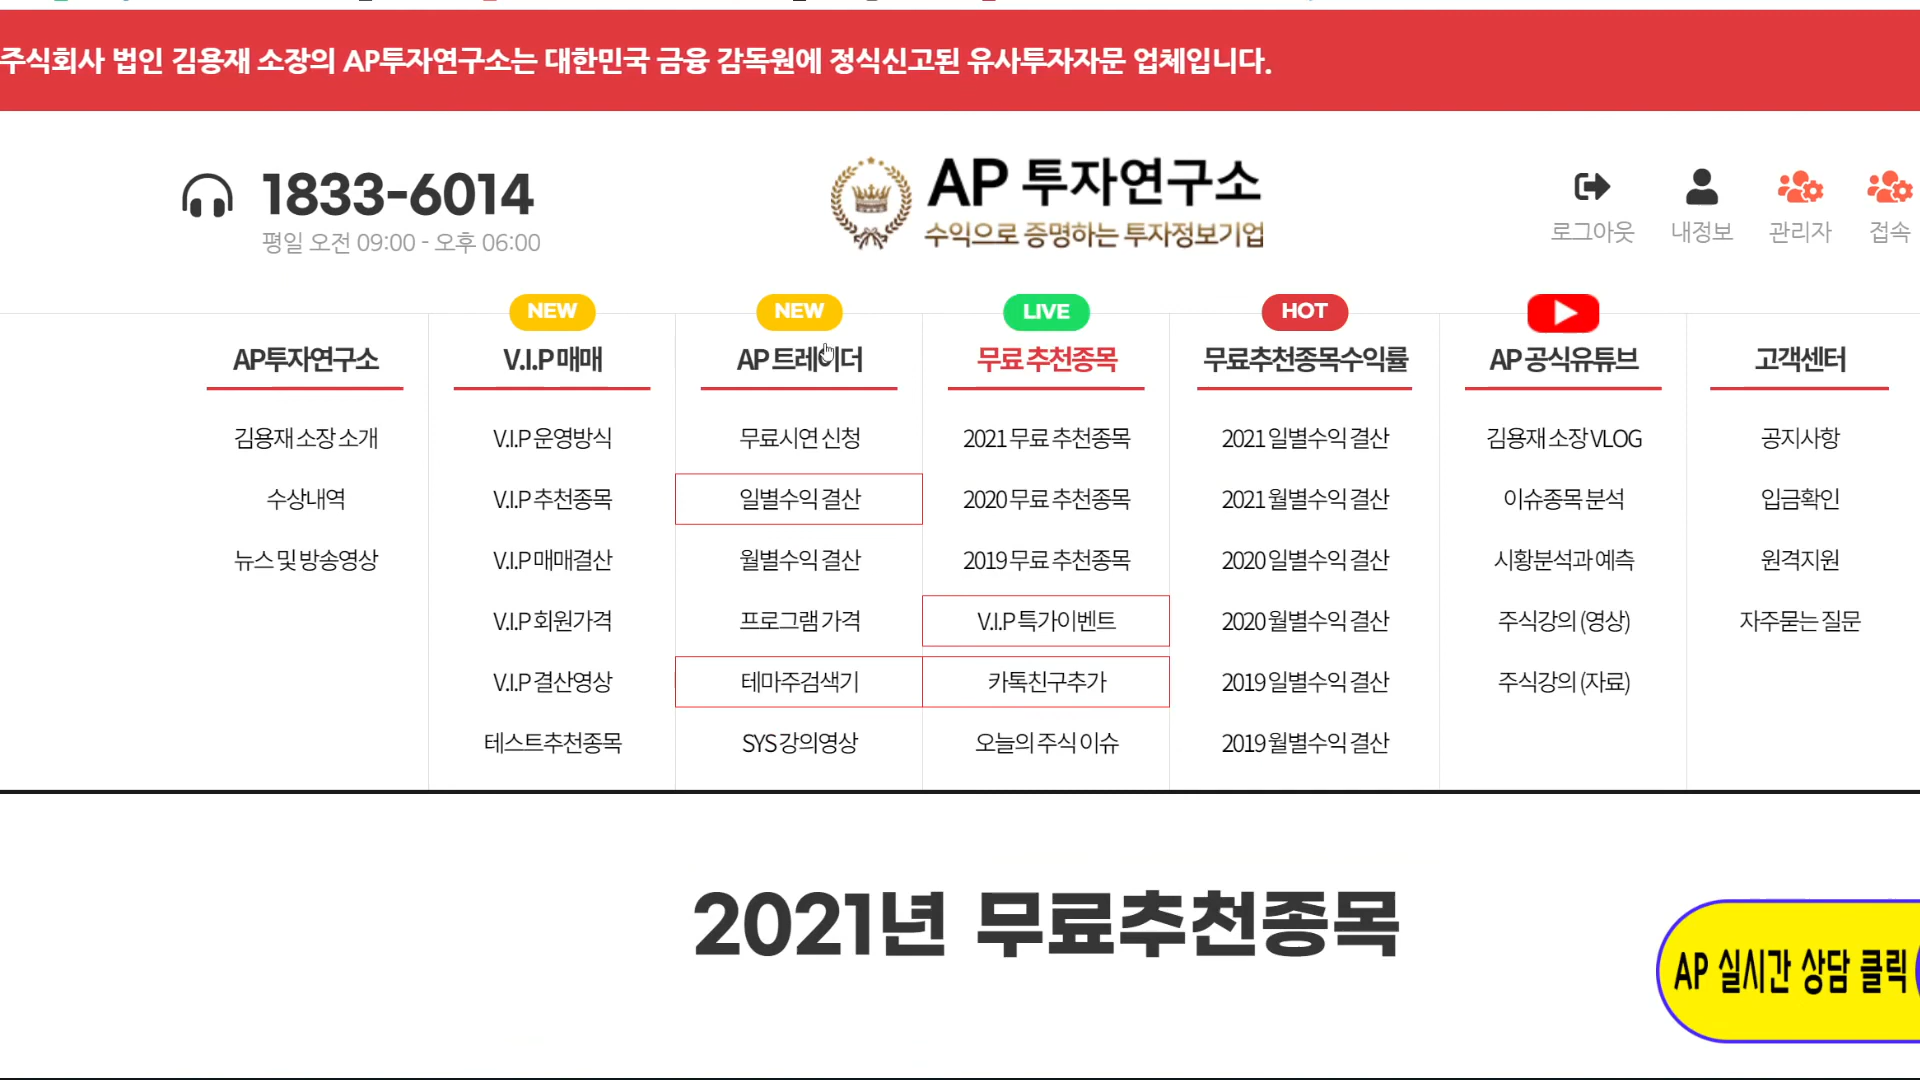 주식회사 법인 김용재 소장의 AP투자연구소는 대한민국 금융 감독원에 정식신고된 유사투자자문 업체입니다.
1833-6014
평일 오전 09:00 - 오후 06:00
AP 투자연구소
수익으로 증명하는 투자정보기업
로그아웃
내정보
관리자
접속
NEW
NEW
LIVE
HOT
AP투자연구소
V.I.P 매매
AP 트레이더
무료 추천종목
무료추천종목수익률
AP 공식유튜브
고객센터
김용재 소장 소개
V.I.P 운영방식
무료시연 신청
2021 무료 추천종목
2021 일별수익 결산
김용재 소장 VLOG
공지사항
수상내역
V.I.P 추천종목
일별수익 결산
2020 무료 추천종목
2021 월별수익 결산
이슈종목 분석
입금확인
뉴스 및 방송영상
V.I.P 매매결산
월별수익 결산
2019 무료 추천종목
2020 일별수익 결산
시황분석과 예측
원격지원
V.I.P 회원가격
프로그램 가격
V.I.P 특가이벤트
2020 월별수익 결산
주식강의 (영상)
자주묻는 질문
V.I.P 결산영상
테마주검색기
카톡친구추가
2019 일별수익 결산
주식강의 (자료)
테스트추천종목
SYS 강의영상
오늘의 주식 이슈
2019 월별수익 결산
2021년 무료추천종목
AP 실시간 상담 클릭